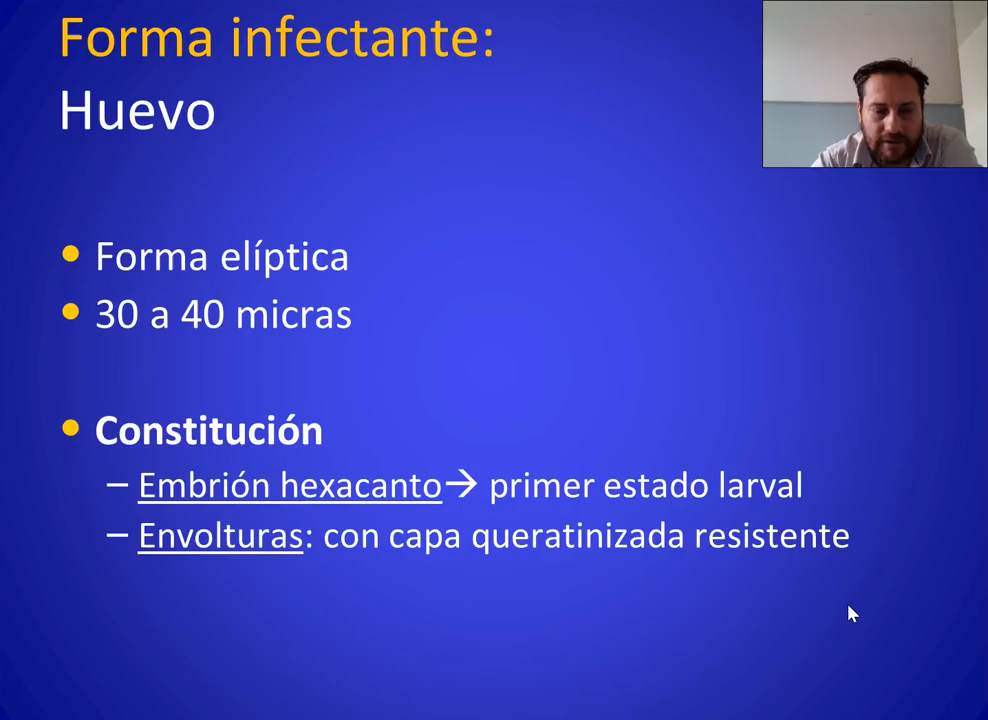 Forma infectante:
Huevo
• Forma elíptica
• 30 a 40 micras
• Constitución
– Embrión hexacanto→ primer estado larval
– Envolturas: con capa queratinizada resistente